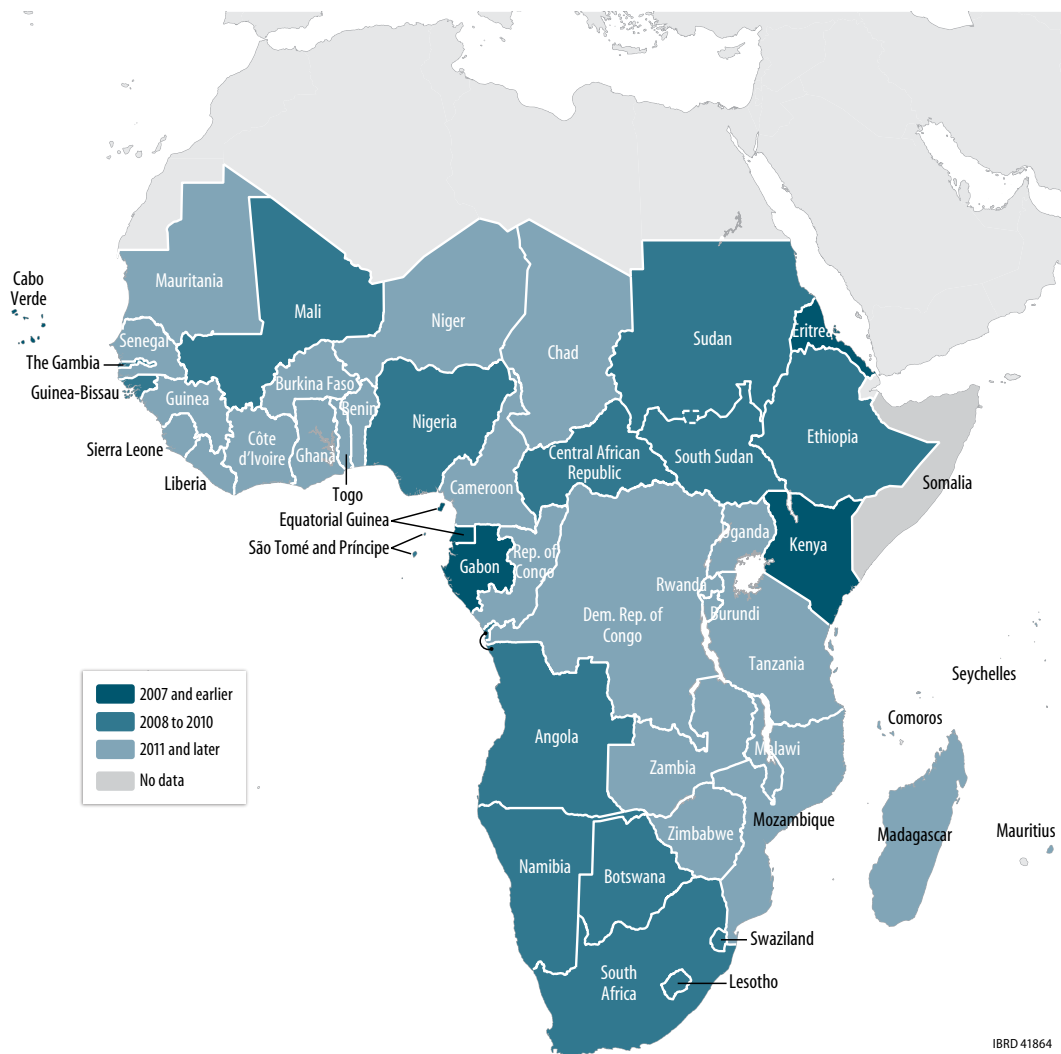 Cabo
Verde
Mauritania
Mali
Niger
Chad
Sudan
Eritrea
Senegal
The Gambia
Guinea-Bissau
Guinea
Burkina Faso
Benin
Nigeria
Ethiopia
Sierra Leone
Côte
d’Ivoire
Ghana
Central African
Republic
South Sudan
Liberia
Togo
Cameroon
Somalia
Equatorial Guinea
São Tomé and Príncipe
Gabon
Rep. of
Congo
Uganda
Kenya
Rwanda
Burundi
Dem. Rep. of
Congo
Tanzania
Seychelles
2007 and earlier
2008 to 2010
2011 and later
No data
Comoros
Angola
Malawi
Zambia
Mozambique
Zimbabwe
Madagascar
Mauritius
Namibia
Botswana
Swaziland
South
Africa
Lesotho
IBRD 41864